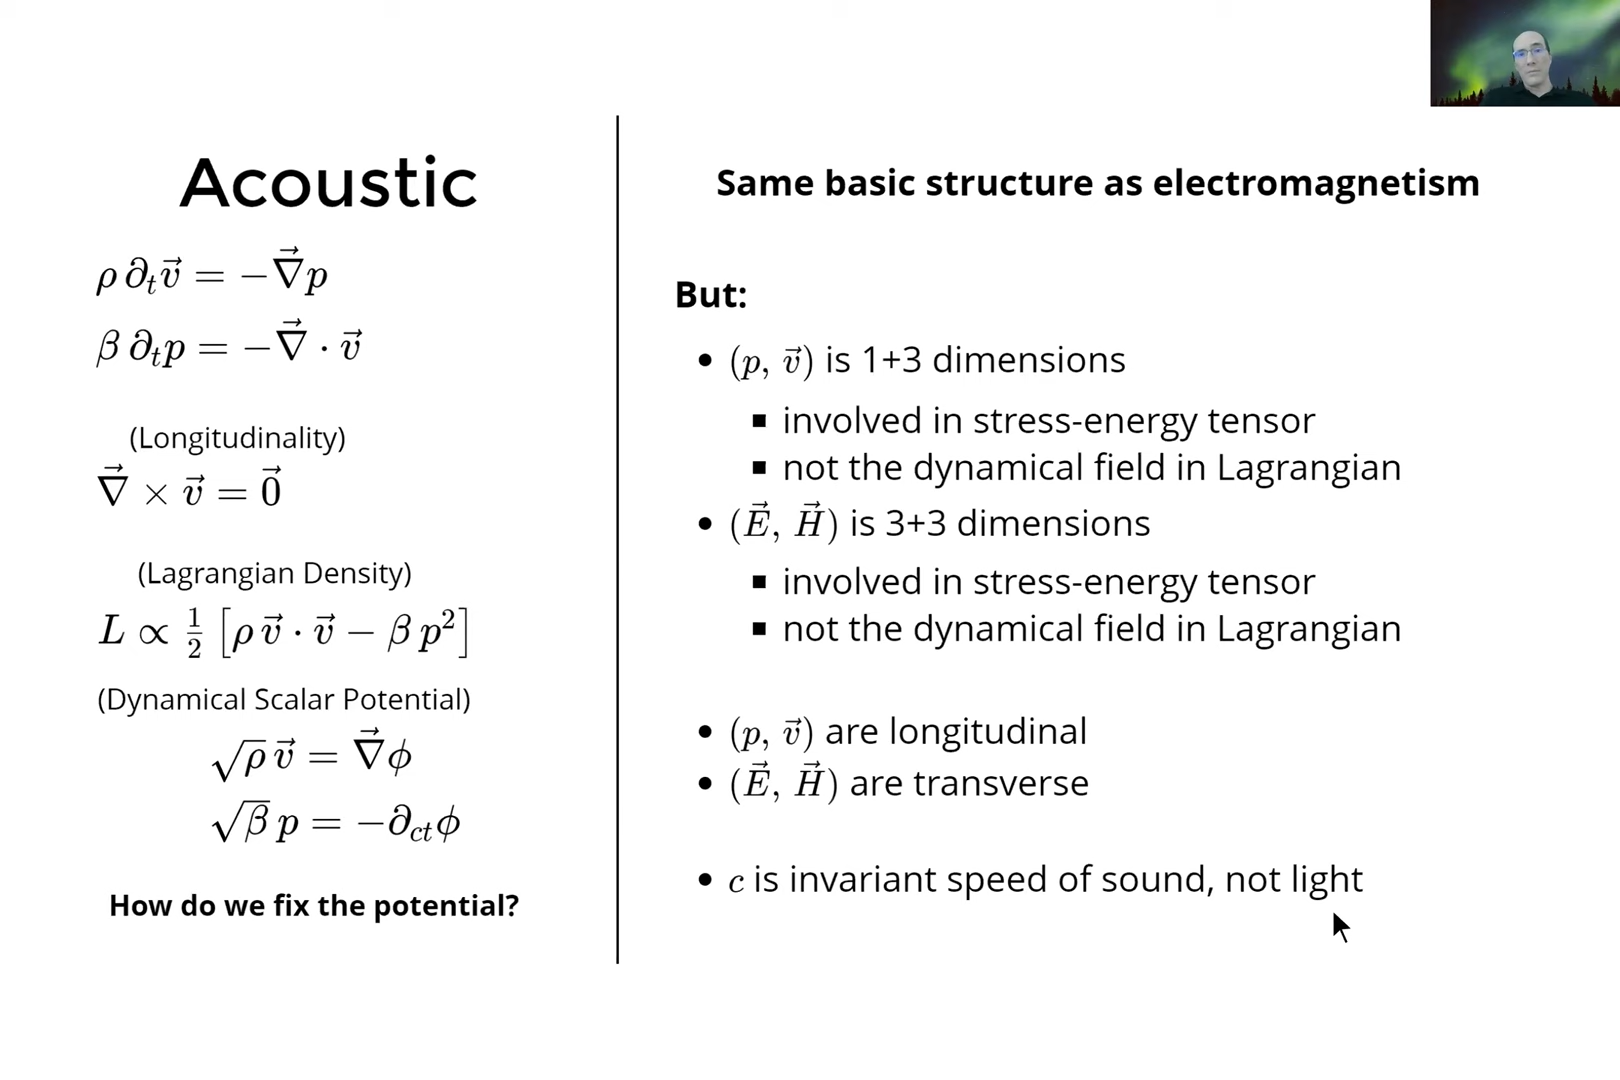 Acoustic
ρ ∂ₜv⃗ = −∇⃗p
β ∂ₜp = −∇⃗ · v⃗
(Longitudinality)
∇⃗ × v⃗ = 0⃗
(Lagrangian Density)
L ∝ ½ [ρ v⃗ · v⃗ − β p²]
(Dynamical Scalar Potential)
√ρ v⃗ = ∇⃗ϕ
√β p = −∂_{ct}ϕ
How do we fix the potential?
Same basic structure as electromagnetism
But:
• (p, v⃗) is 1+3 dimensions
▪ involved in stress-energy tensor
▪ not the dynamical field in Lagrangian
• (E⃗, H⃗) is 3+3 dimensions
▪ involved in stress-energy tensor
▪ not the dynamical field in Lagrangian
• (p, v⃗) are longitudinal
• (E⃗, H⃗) are transverse
• c is invariant speed of sound, not light